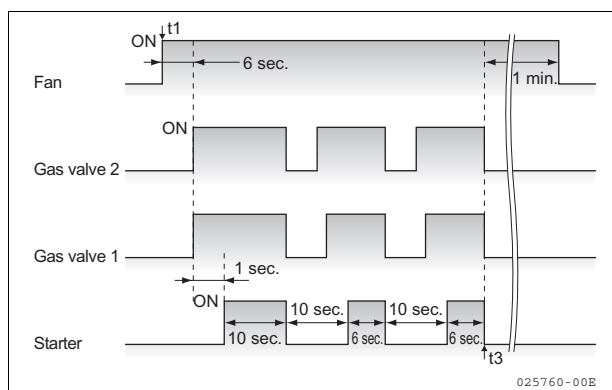 ON t1
6 sec.
1 min.
Fan
ON
Gas valve 2
Gas valve 1
1 sec.
ON
10 sec. 10 sec.
10 sec. 6 sec. 6 sec.
Starter
t3
025760-00E